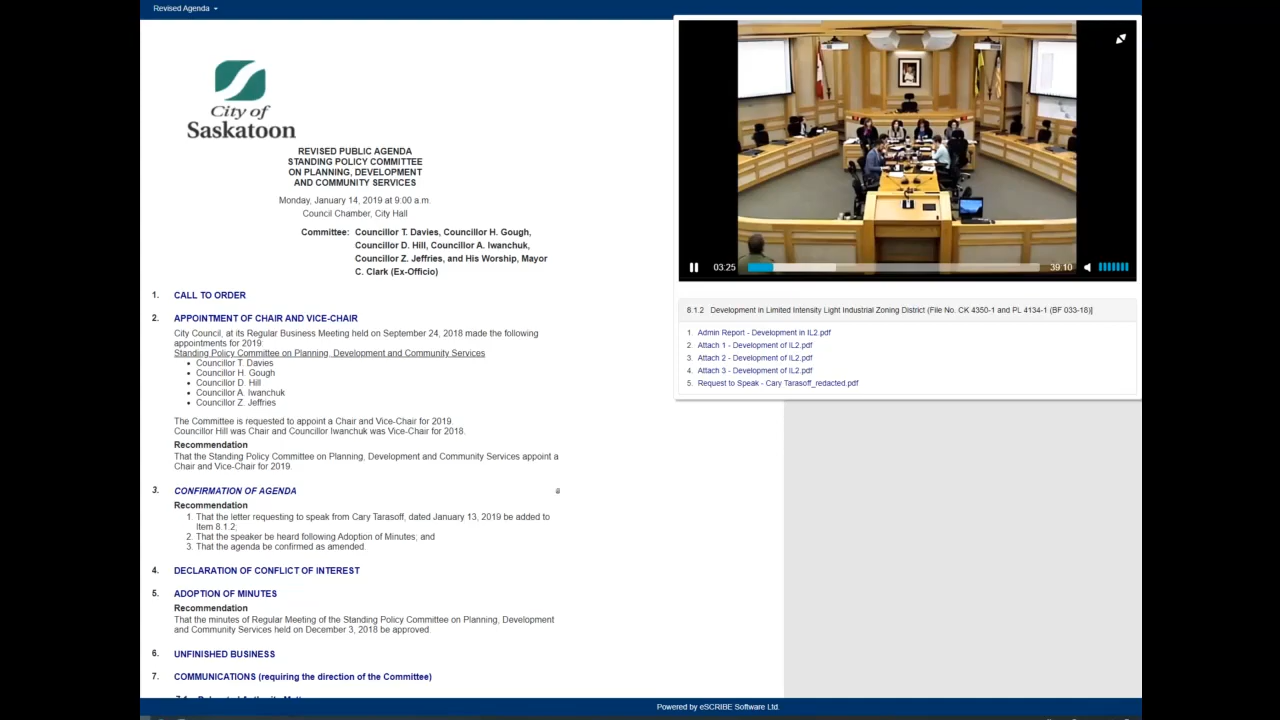 Revised Agenda
City of
Saskatoon
REVISED PUBLIC AGENDA
STANDING POLICY COMMITTEE
ON PLANNING, DEVELOPMENT
AND COMMUNITY SERVICES
Monday, January 14, 2019 at 9:00 a.m.
Council Chamber, City Hall
Committee: Councillor T. Davies, Councillor H. Gough,
Councillor D. Hill, Councillor A. Iwanchuk,
Councillor Z. Jeffries, and His Worship, Mayor
C. Clark (Ex-Officio)
1. CALL TO ORDER
2. APPOINTMENT OF CHAIR AND VICE-CHAIR
City Council, at its Regular Business Meeting held on September 24, 2018 made the following
appointments for 2019:
Standing Policy Committee on Planning, Development and Community Services
• Councillor T. Davies
• Councillor H. Gough
• Councillor D. Hill
• Councillor A. Iwanchuk
• Councillor Z. Jeffries
The Committee is requested to appoint a Chair and Vice-Chair for 2019.
Councillor Hill was Chair and Councillor Iwanchuk was Vice-Chair for 2018.
Recommendation
That the Standing Policy Committee on Planning, Development and Community Services appoint a
Chair and Vice-Chair for 2019.
3. CONFIRMATION OF AGENDA
Recommendation
1. That the letter requesting to speak from Cary Tarasoff, dated January 13, 2019 be added to
Item 8.1.2;
2. That the speaker be heard following Adoption of Minutes; and
3. That the agenda be confirmed as amended.
4. DECLARATION OF CONFLICT OF INTEREST
5. ADOPTION OF MINUTES
Recommendation
That the minutes of Regular Meeting of the Standing Policy Committee on Planning, Development
and Community Services held on December 3, 2018 be approved.
6. UNFINISHED BUSINESS
7. COMMUNICATIONS (requiring the direction of the Committee)
03:25
39:10
8.1.2 Development in Limited Intensity Light Industrial Zoning District (File No. CK 4350-1 and PL 4134-1 (BF 033-16)]
1. Admin Report - Development in IL2.pdf
2. Attach 1 - Development of IL2.pdf
3. Attach 2 - Development of IL2.pdf
4. Attach 3 - Development of IL2.pdf
5. Request to Speak - Cary Tarasoff_redacted.pdf
Powered by eSCRIBE Software Ltd.